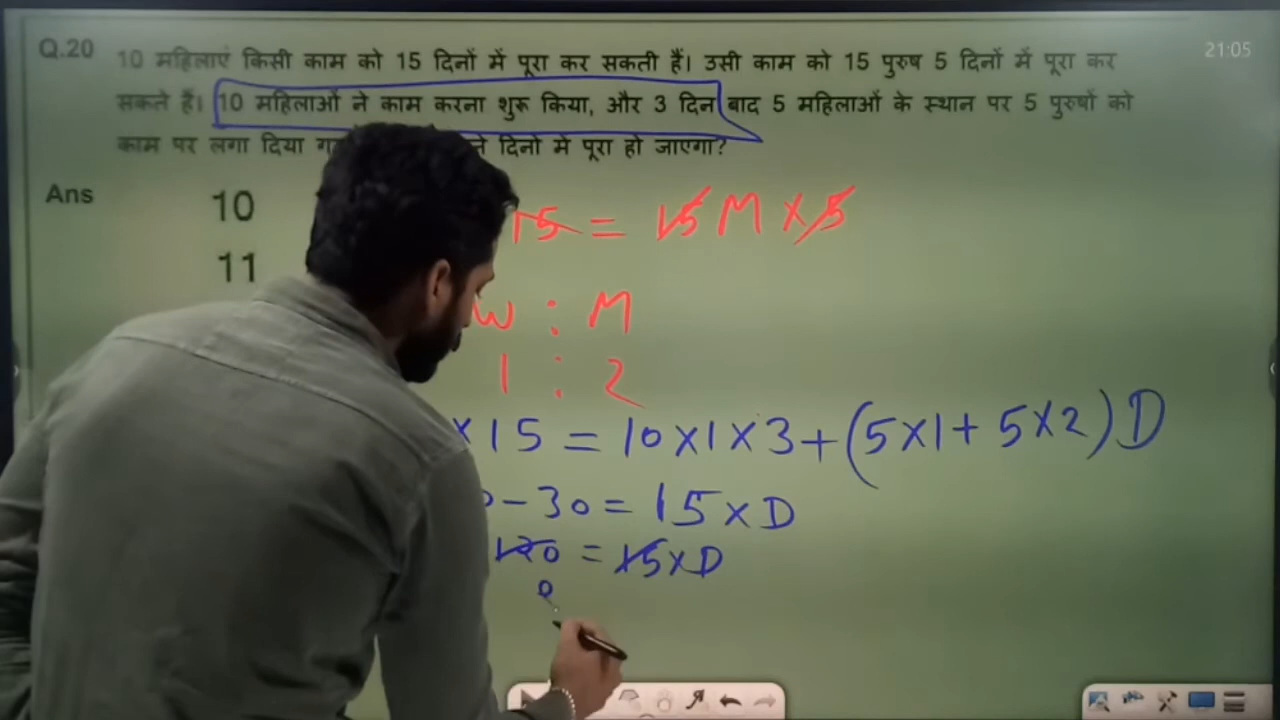 Q.20 10 महिलाएं किसी काम को 15 दिनों में पूरा कर सकती हैं। उसी काम को 15 पुरुष 5 दिनों में पूरा कर
सकते हैं। 10 महिलाओं ने काम करना शुरू किया, और 3 दिन बाद 5 महिलाओं के स्थान पर 5 पुरुषों को
काम पर लगा दिया दिनों में पूरा हो जाएगा?
21:05
Ans 10
11
15 = 15 M × 5
W : M
1 : 2
× 15 = 10×1×3+(5×1+5×2)D
-30 = 15×D
120 = 15×D